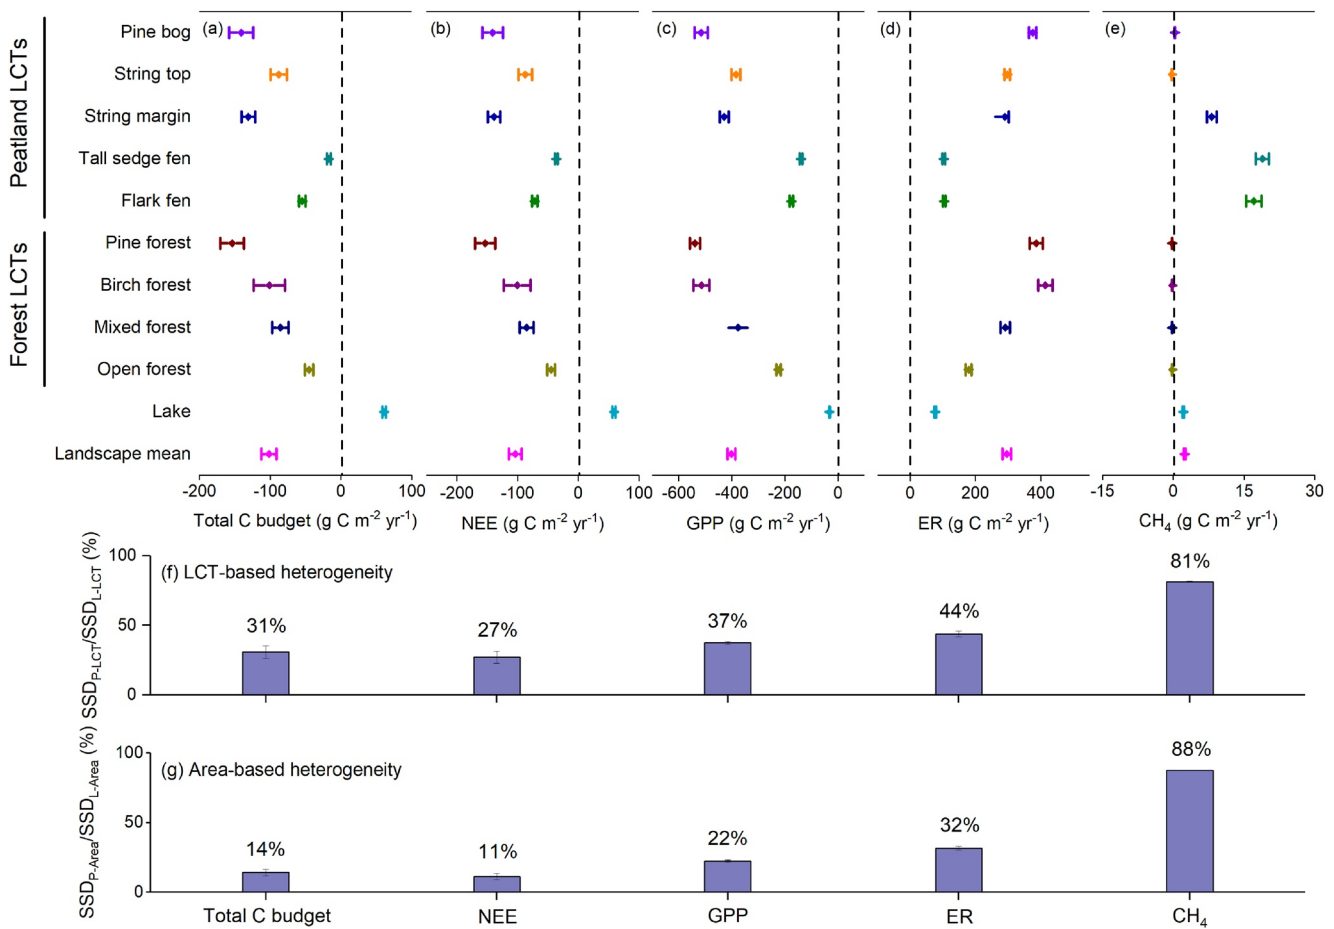 Peatland LCTs
Forest LCTs
Pine bog
String top
String margin
Tall sedge fen
Flark fen
Pine forest
Birch forest
Mixed forest
Open forest
Lake
Landscape mean
(a) (b) (c) (d) (e)
-200 -100 0 100 -200 -100 0 100 -600 -400 -200 0 0 200 400 -15 0 15 30
Total C budget (g C m⁻² yr⁻¹) NEE (g C m⁻² yr⁻¹) GPP (g C m⁻² yr⁻¹) ER (g C m⁻² yr⁻¹) CH₄ (g C m⁻² yr⁻¹)
SSD_P-LCT/SSD_L-LCT (%)
100
50
0
(f) LCT-based heterogeneity
31% 27% 37% 44% 81%
SSD_P-Area/SSD_L-Area (%)
100
50
0
(g) Area-based heterogeneity
14% 11% 22% 32% 88%
Total C budget NEE GPP ER CH₄